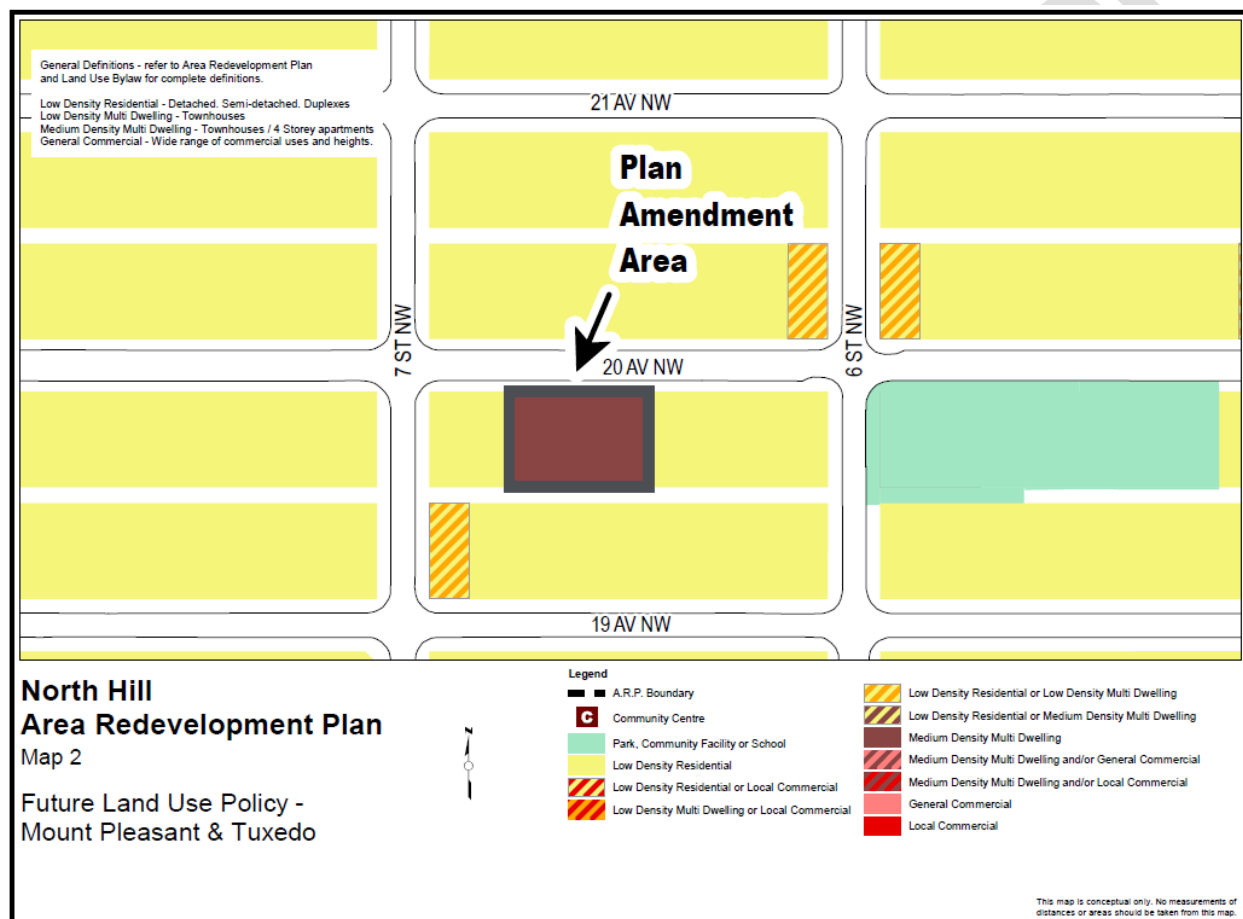 General Definitions - refer to Area Redevelopment Plan
and Land Use Bylaw for complete definitions.
Low Density Residential - Detached. Semi-detached. Duplexes
Low Density Multi Dwelling - Townhouses
Medium Density Multi Dwelling - Townhouses / 4 Storey apartments
General Commercial - Wide range of commercial uses and heights.
21 AV NW
Plan
Amendment
Area
7 ST NW
20 AV NW
6 ST NW
19 AV NW
North Hill
Area Redevelopment Plan
Map 2
Future Land Use Policy -
Mount Pleasant & Tuxedo
N
Legend
A.R.P. Boundary
C Community Centre
Park, Community Facility or School
Low Density Residential
Low Density Residential or Local Commercial
Low Density Multi Dwelling or Local Commercial
Low Density Residential or Low Density Multi Dwelling
Low Density Residential or Medium Density Multi Dwelling
Medium Density Multi Dwelling
Medium Density Multi Dwelling and/or General Commercial
Medium Density Multi Dwelling and/or Local Commercial
General Commercial
Local Commercial
This map is conceptual only. No measurements of
distances or areas should be taken from this map.